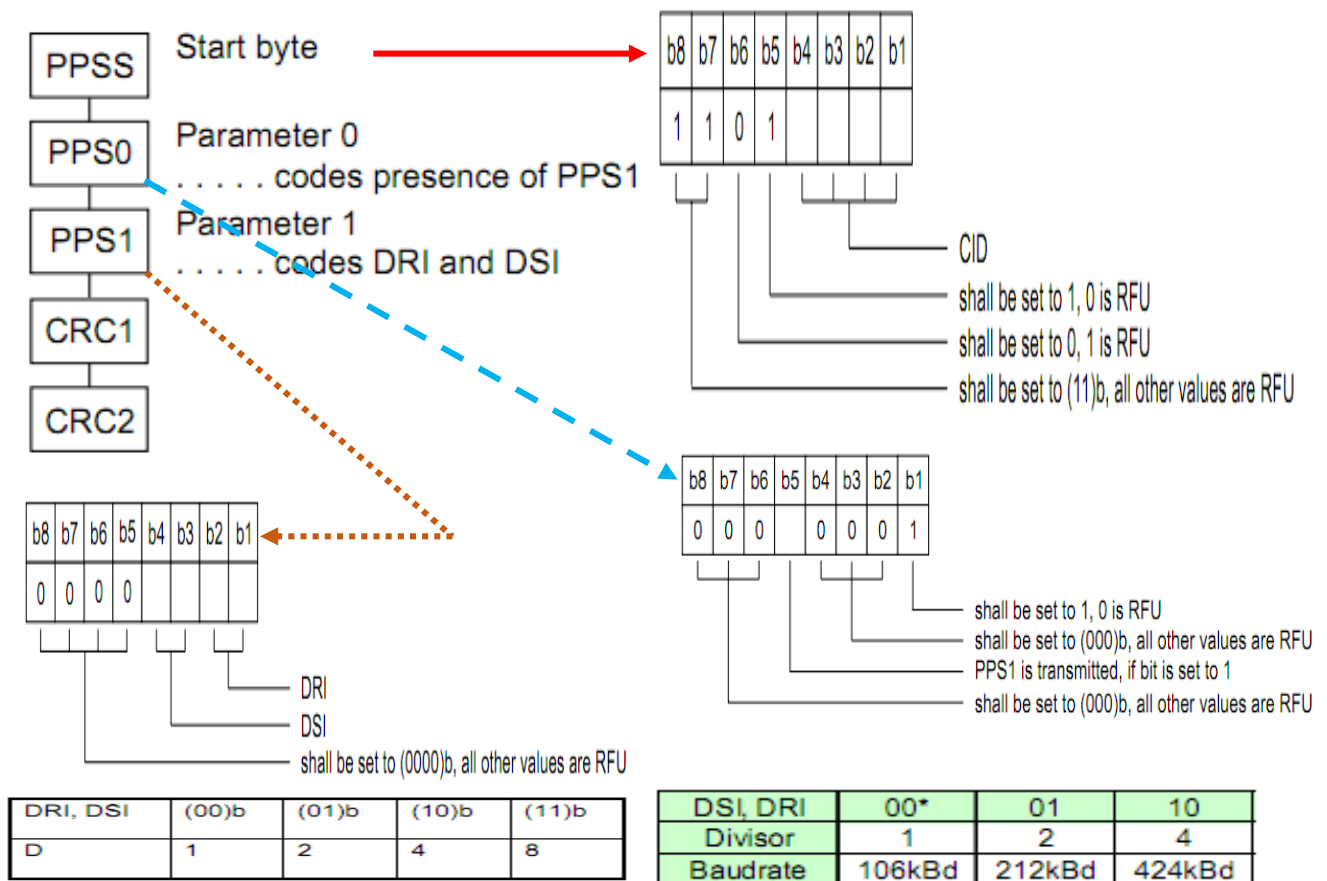 PPSS
Start byte
PPS0
Parameter 0
. . . . . codes presence of PPS1
PPS1
Parameter 1
. . . . . codes DRI and DSI
CRC1
CRC2
b8 b7 b6 b5 b4 b3 b2 b1
1 1 0 1
CID
shall be set to 1, 0 is RFU
shall be set to 0, 1 is RFU
shall be set to (11)b, all other values are RFU
b8 b7 b6 b5 b4 b3 b2 b1
0 0 0 0 0 0 1
shall be set to 1, 0 is RFU
shall be set to (000)b, all other values are RFU
PPS1 is transmitted, if bit is set to 1
shall be set to (000)b, all other values are RFU
b8 b7 b6 b5 b4 b3 b2 b1
0 0 0 0
DRI
DSI
shall be set to (0000)b, all other values are RFU
DRI, DSI (00)b (01)b (10)b (11)b
D 1 2 4 8
DSI, DRI 00* 01 10
Divisor 1 2 4
Baudrate 106kBd 212kBd 424kBd